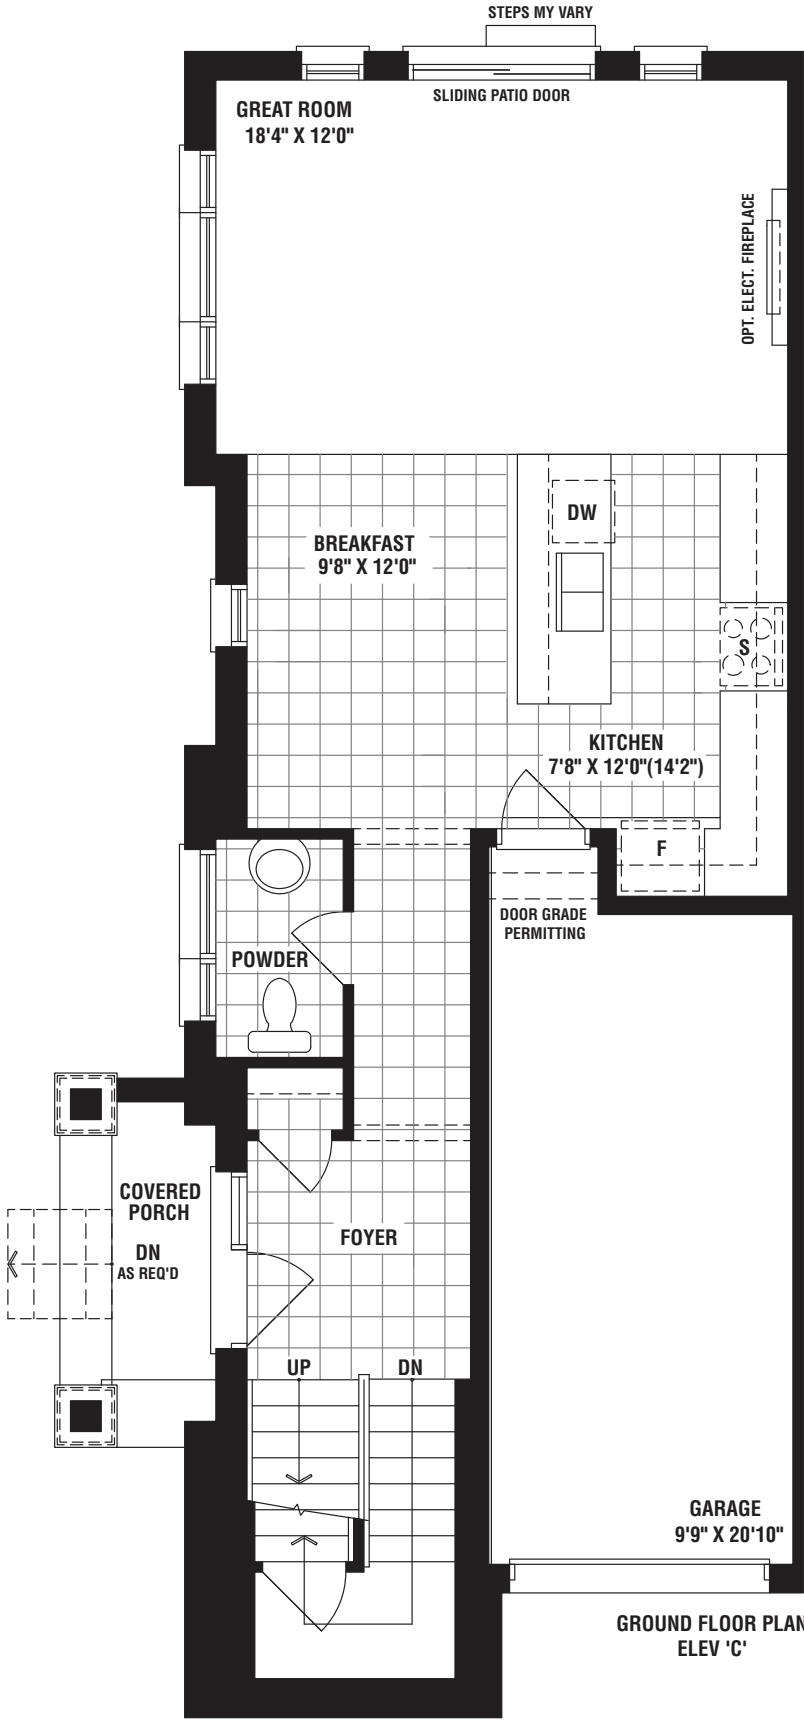 STEPS MY VARY
SLIDING PATIO DOOR
GREAT ROOM
18'4" X 12'0"
OPT. ELECT. FIREPLACE
DW
BREAKFAST
9'8" X 12'0"
S
KITCHEN
7'8" X 12'0"(14'2")
F
DOOR GRADE
PERMITTING
POWDER
COVERED
PORCH
DN
AS REQ'D
FOYER
UP
DN
GARAGE
9'9" X 20'10"
GROUND FLOOR PLAN
ELEV 'C'